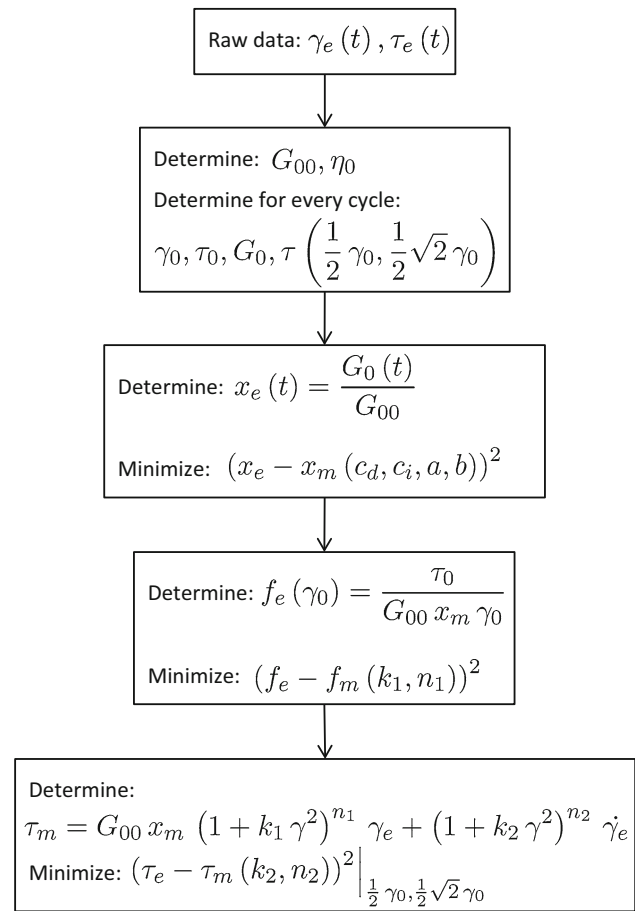 Raw data: γ_e (t) , τ_e (t)
Determine: G_00, η_0
Determine for every cycle:
γ_0, τ_0, G_0, τ (1/2 γ_0, 1/2 √2 γ_0)
Determine: x_e (t) = G_0 (t) / G_00
Minimize: (x_e − x_m (c_d, c_i, a, b))^2
Determine: f_e (γ_0) = τ_0 / (G_00 x_m γ_0)
Minimize: (f_e − f_m (k_1, n_1))^2
Determine:
τ_m = G_00 x_m (1 + k_1 γ^2)^{n_1} γ_e + (1 + k_2 γ^2)^{n_2} γ̇_e
Minimize: (τ_e − τ_m (k_2, n_2))^2 |_{1/2 γ_0, 1/2 √2 γ_0}